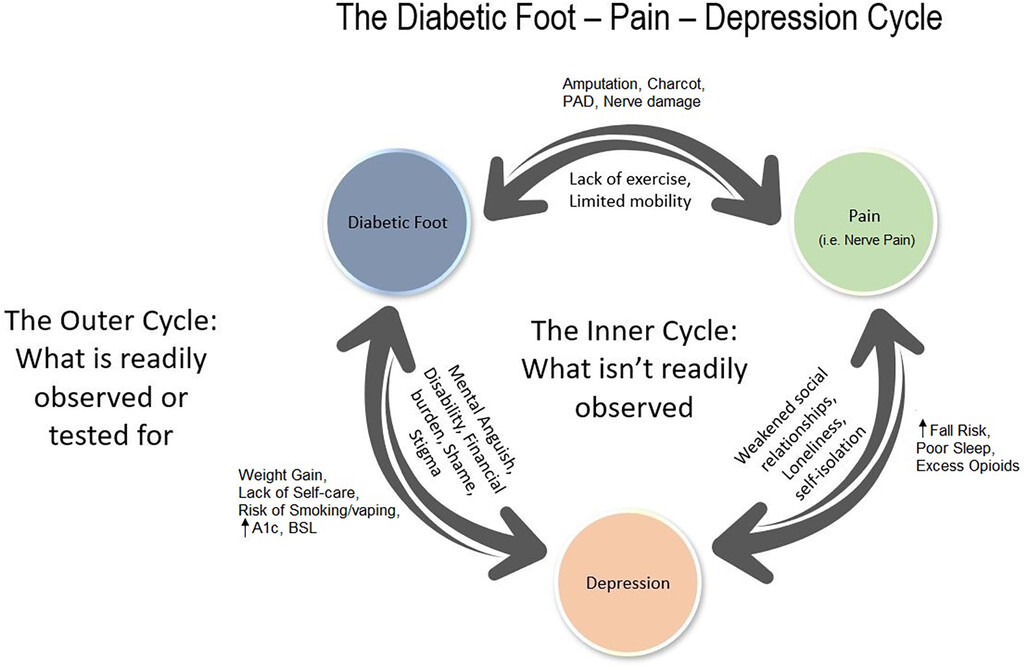 The Diabetic Foot – Pain – Depression Cycle
Amputation, Charcot,
PAD, Nerve damage
Lack of exercise,
Limited mobility
Diabetic Foot
Pain
(i.e. Nerve Pain)
The Outer Cycle:
What is readily
observed or
tested for
The Inner Cycle:
What isn’t readily
observed
Mental Anguish,
Disability, Financial
burden, Shame,
Stigma
Weakened social
relationships,
Loneliness,
self-isolation
↑Fall Risk,
Poor Sleep,
Excess Opioids
Weight Gain,
Lack of Self-care,
Risk of Smoking/vaping,
↑A1c, BSL
Depression